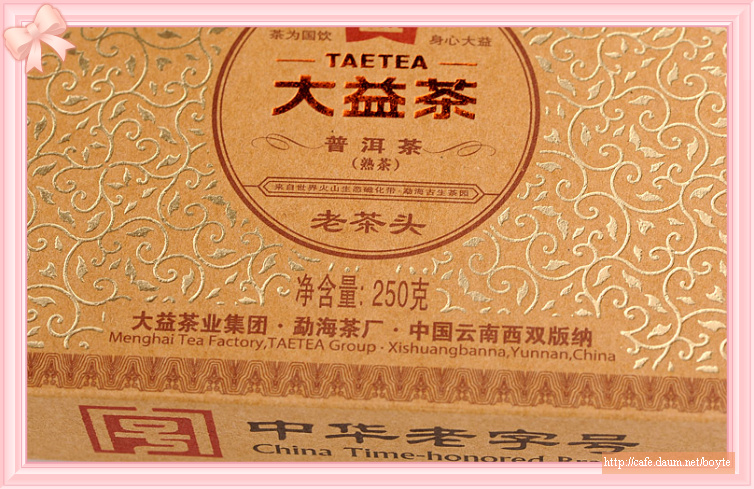 茶为国饮 身心大益
TAETEA
大益茶
普洱茶
(熟茶)
来自世界火山生态磁化带·勐海古生茶园
老茶头
净含量: 250克
大益茶业集团·勐海茶厂·中国云南西双版纳
Menghai Tea Factory,TAETEA Group · Xishuangbanna,Yunnan,China
中华老字号
China Time-honored
http://cafe.daum.net/boyte